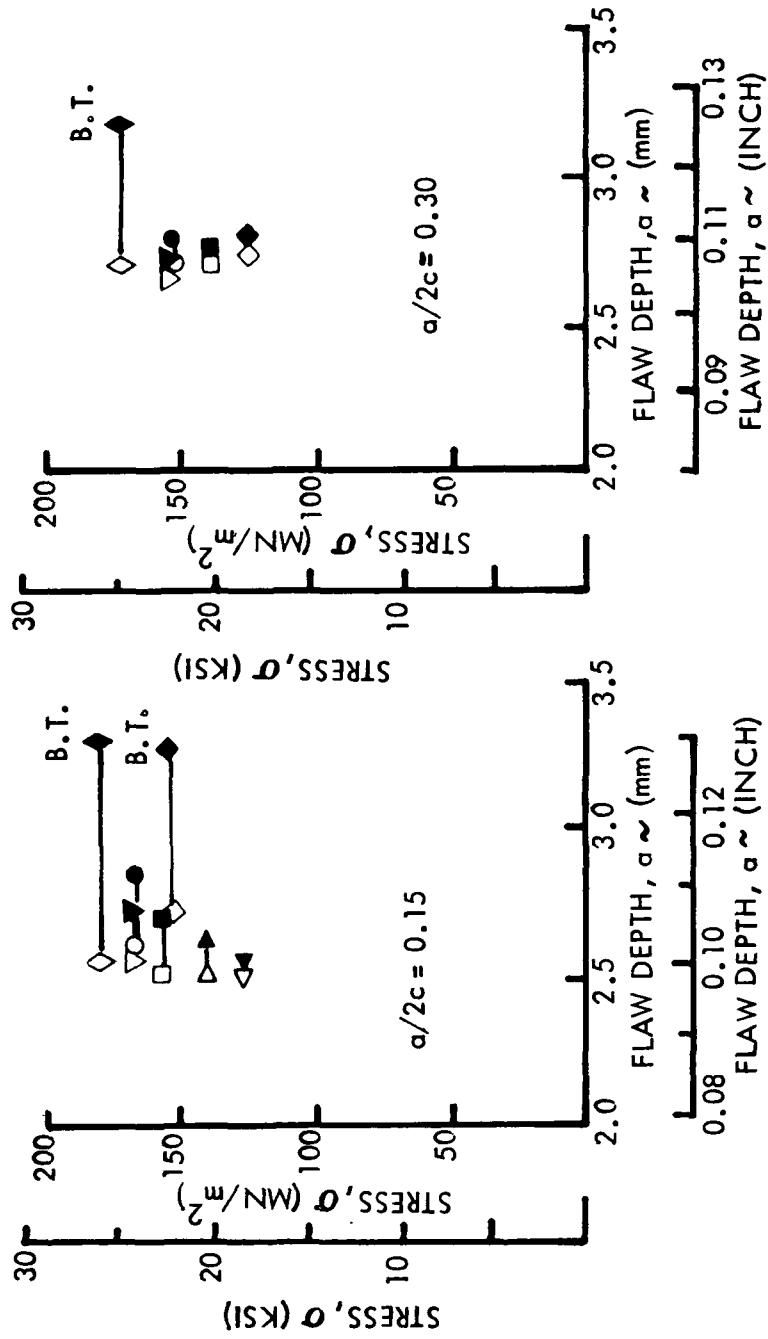 30
20
10
STRESS, σ (KSI)
200
150
100
50
STRESS, σ (MN/m²)
B.T.
B.T.
a/2c = 0.15
2.0
2.5
3.0
3.5
FLAW DEPTH, a ~ (mm)
0.08
0.10
0.12
FLAW DEPTH, a ~ (INCH)
30
20
10
STRESS, σ (KSI)
200
150
100
50
STRESS, σ (MN/m²)
B.T.
a/2c = 0.30
2.0
2.5
3.0
3.5
FLAW DEPTH, a ~ (mm)
0.09
0.11
0.13
FLAW DEPTH, a ~ (INCH)